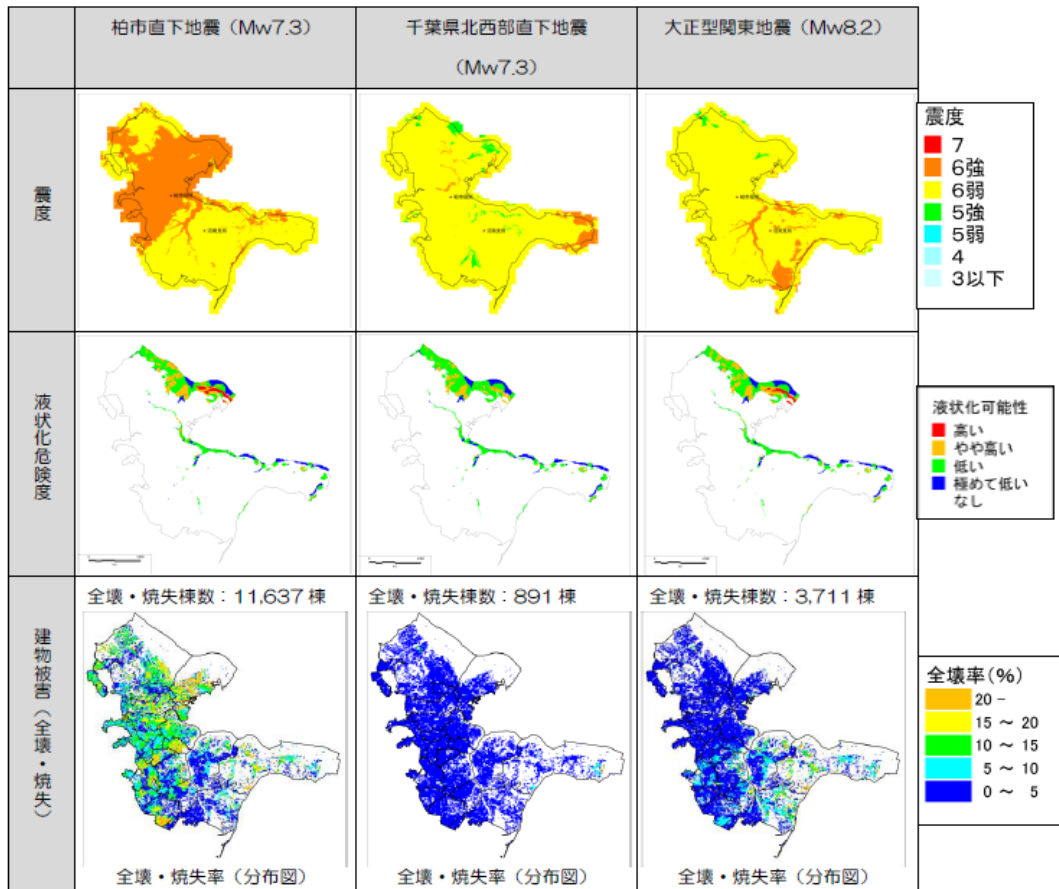 柏市直下地震（Mw7.3）
千葉県北西部直下地震
（Mw7.3）
大正型関東地震（Mw8.2）
震度
震度
7
6強
6弱
5強
5弱
4
3以下
液状化危険度
液状化可能性
高い
やや高い
低い
極めて低い
なし
建物被害（全壊・焼失）
全壊・焼失棟数：11,637 棟
全壊・焼失棟数：891 棟
全壊・焼失棟数：3,711 棟
全壊・焼失率（分布図）
全壊・焼失率（分布図）
全壊・焼失率（分布図）
全壊率(%)
20 −
15 ～ 20
10 ～ 15
5 ～ 10
0 ～ 5